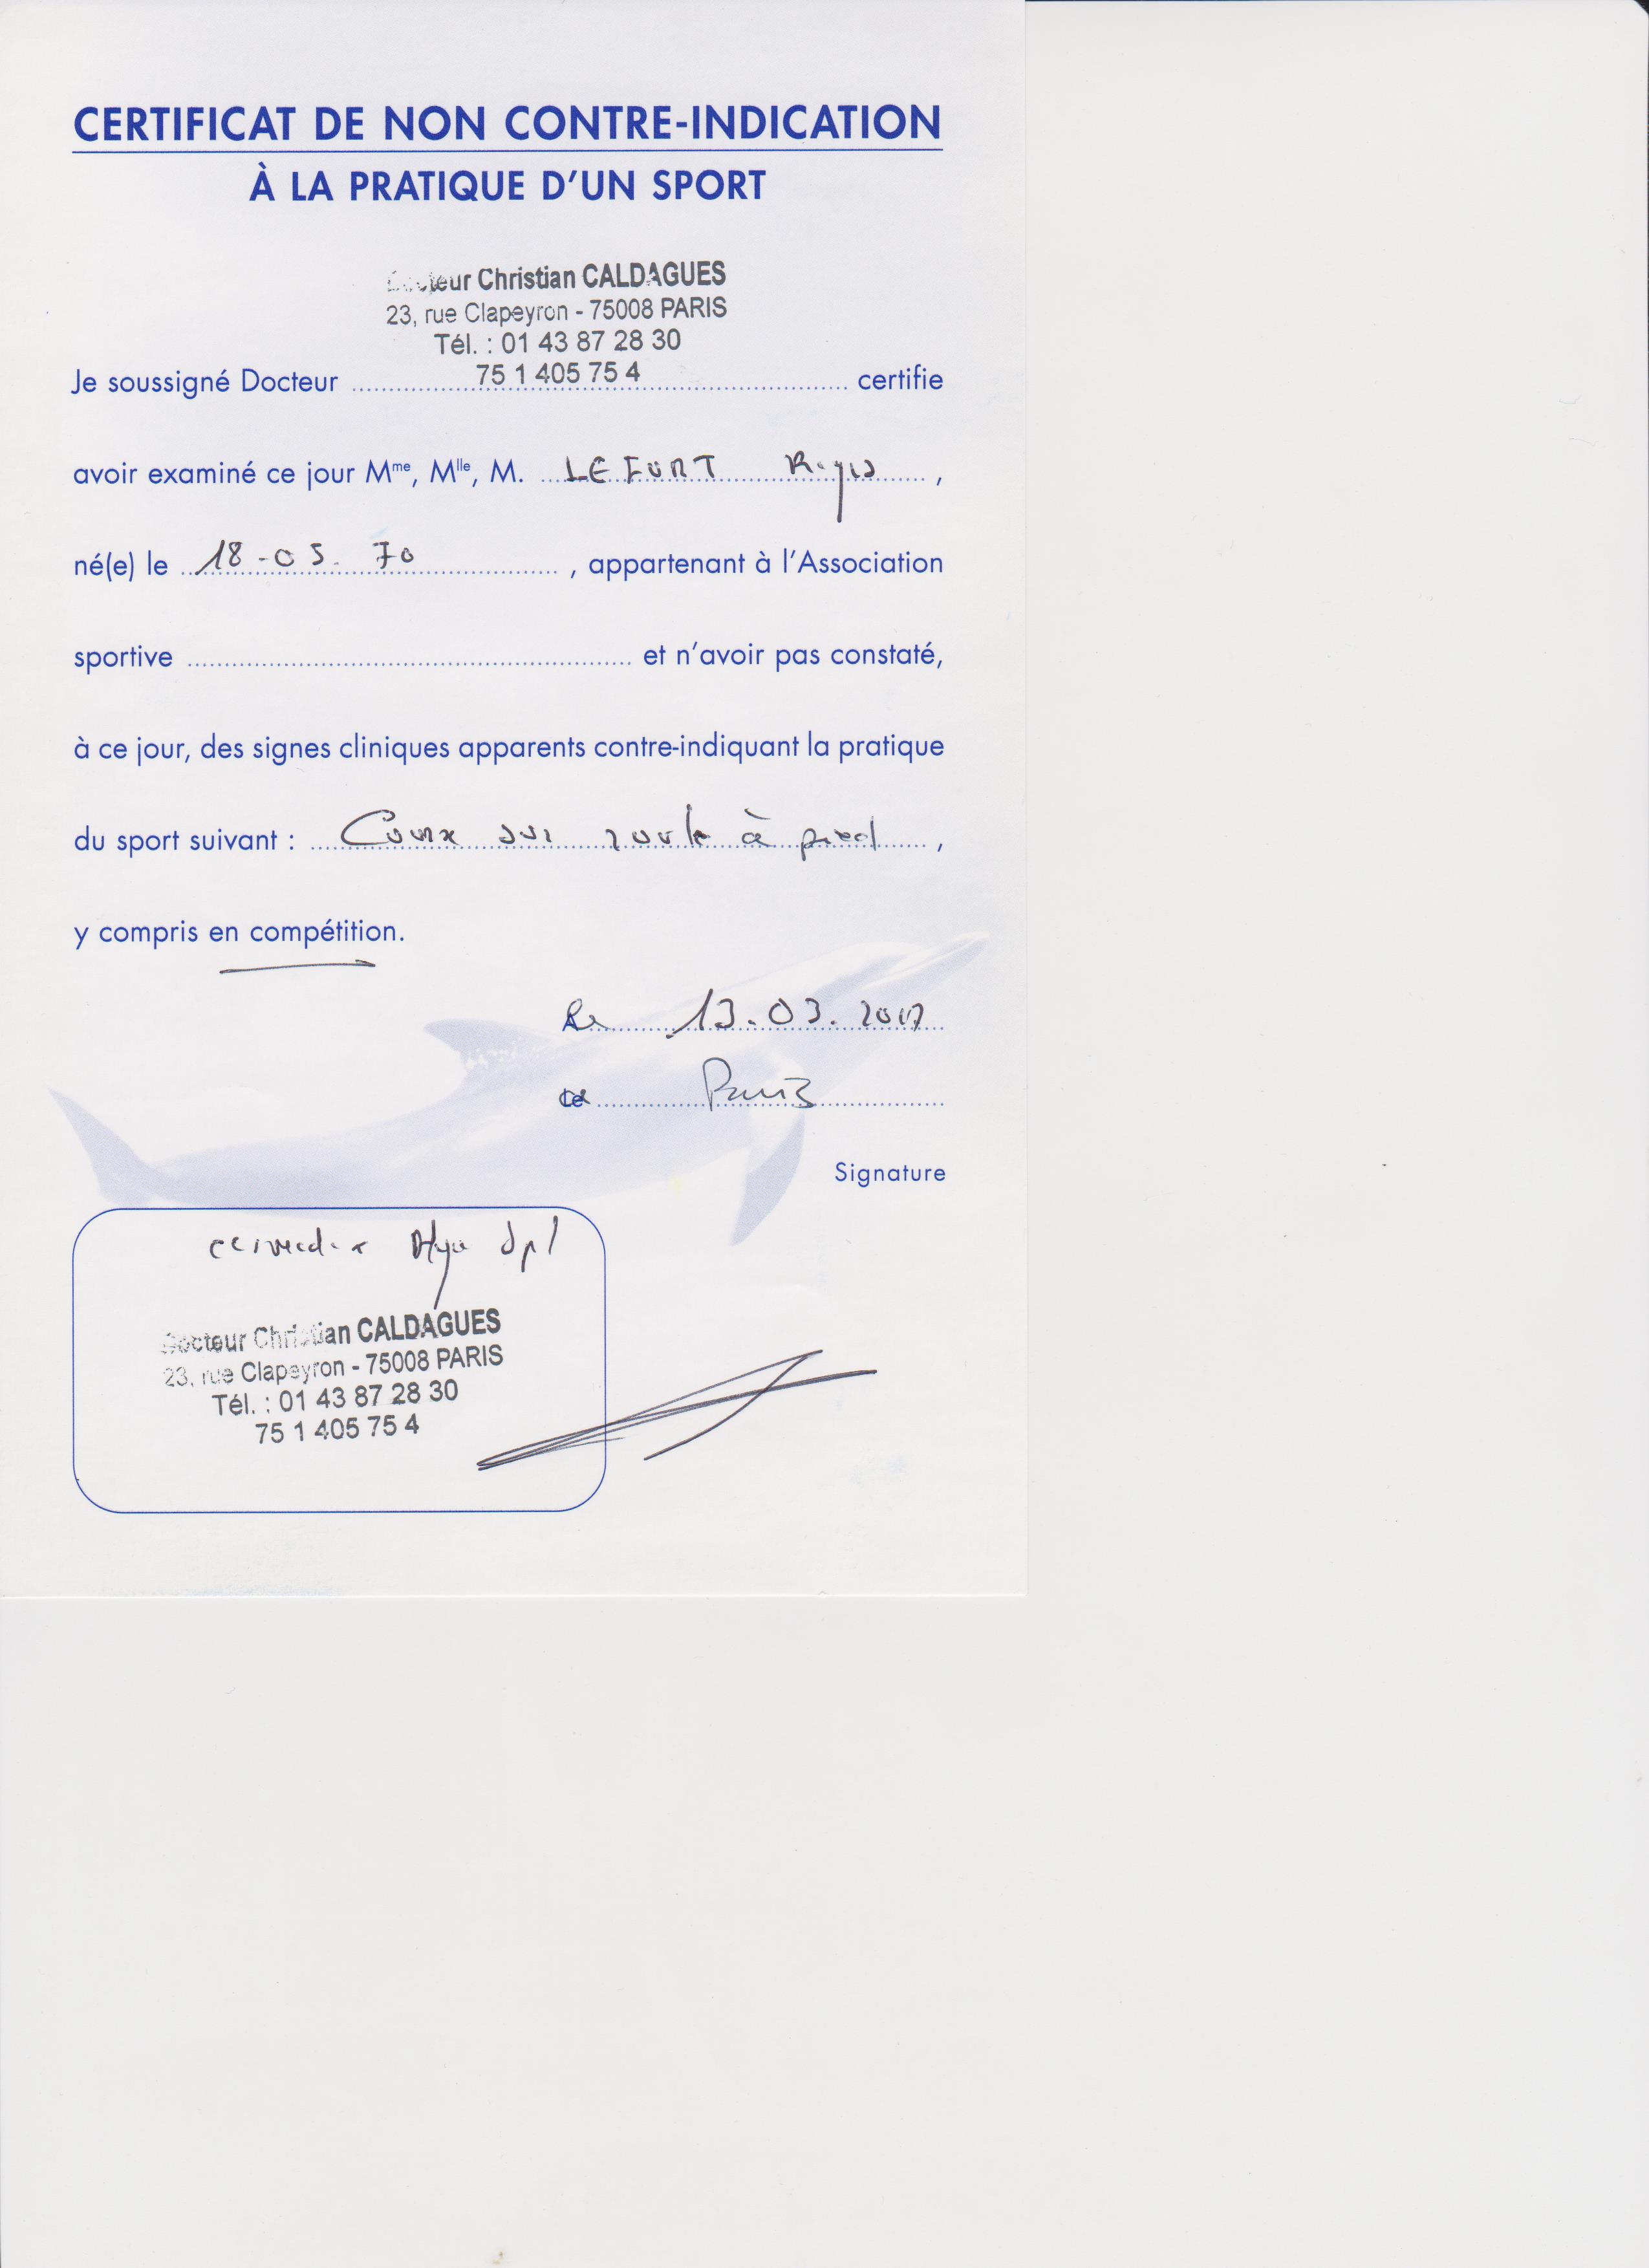 CERTIFICAT DE NON CONTRE-INDICATION
À LA PRATIQUE D'UN SPORT
Docteur Christian CALDAGUES
23, rue Clapeyron - 75008 PARIS
Tél. : 01 43 87 28 30
75 1 405 75 4
Je soussigné Docteur certifie
avoir examiné ce jour Mme, Mlle, M. LEFORT Régis ,
né(e) le 18-05-70 , appartenant à l'Association
sportive et n'avoir pas constaté,
à ce jour, des signes cliniques apparents contre-indiquant la pratique
du sport suivant : Course sur route à pied ,
y compris en compétition.
Le 13.03.2017
à Paris
Signature
Docteur Christian CALDAGUES
23, rue Clapeyron - 75008 PARIS
Tél. : 01 43 87 28 30
75 1 405 75 4